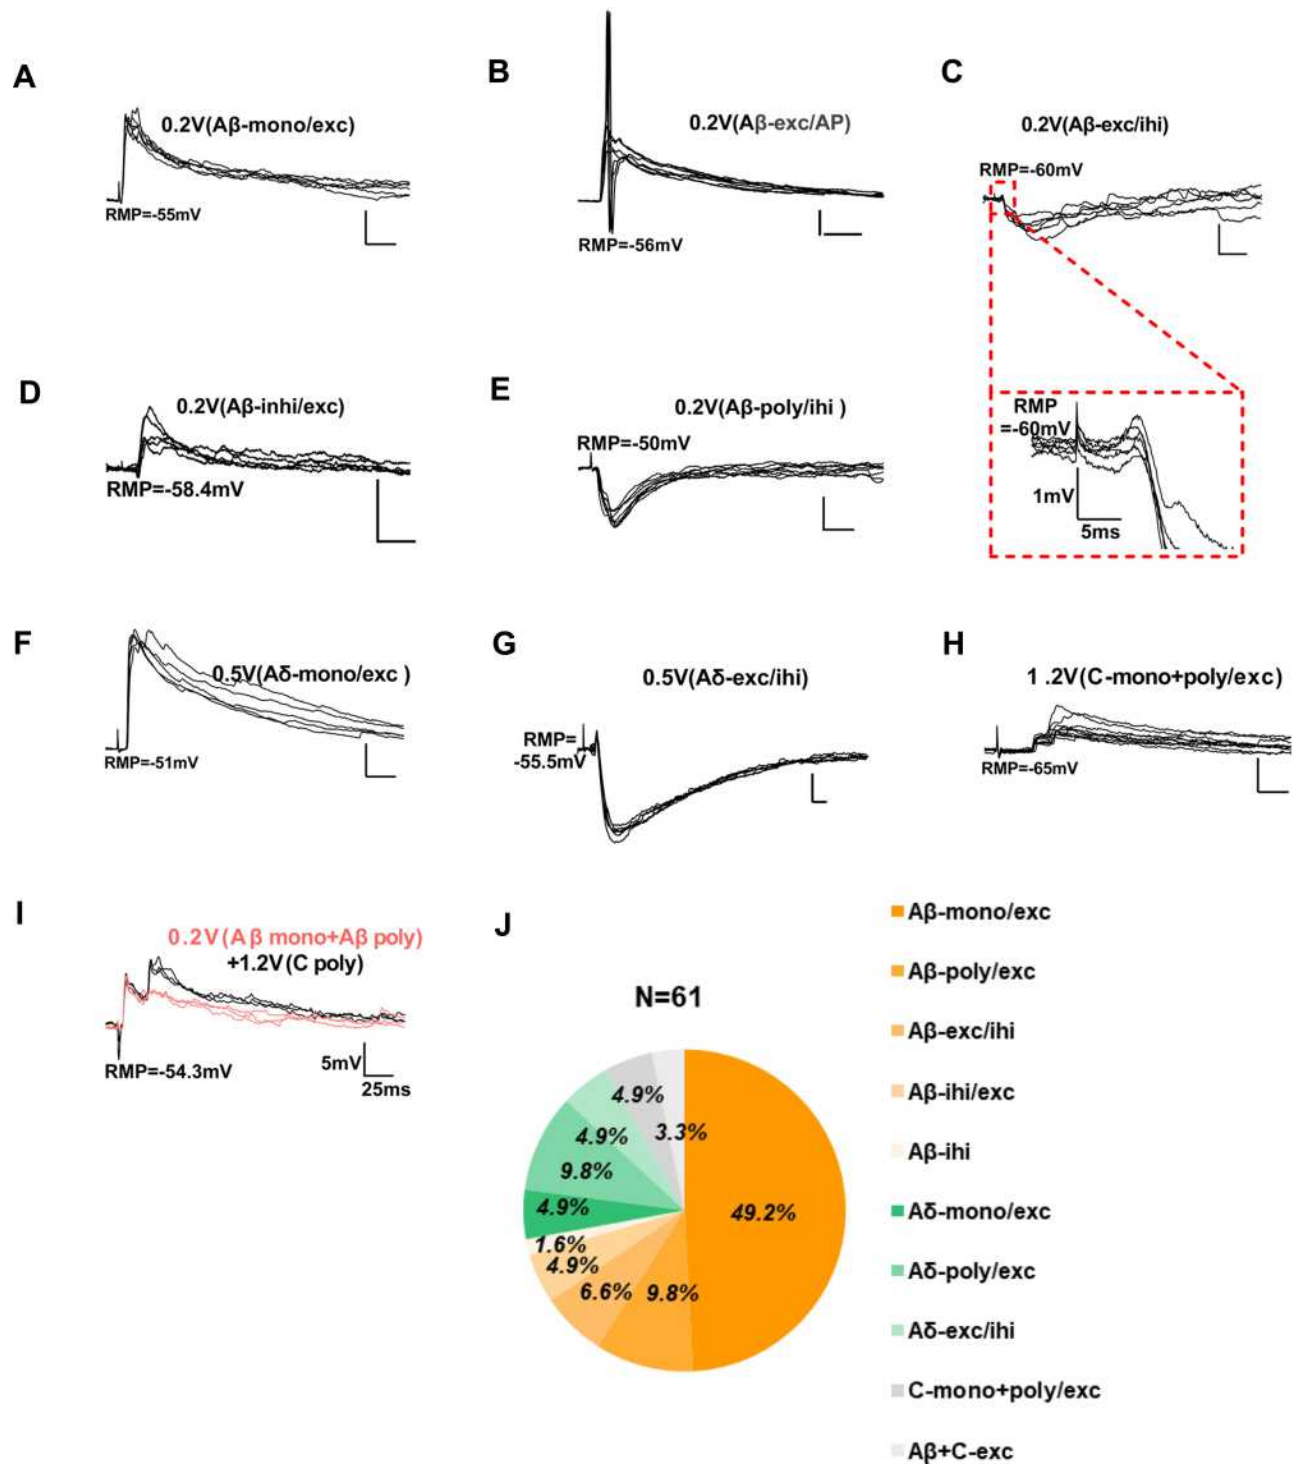 A
0.2V(Aβ-mono/exc)
RMP=-55mV
B
0.2V(Aβ-exc/AP)
RMP=-56mV
C
0.2V(Aβ-exc/ihi)
RMP=-60mV
RMP
=-60mV
1mV
5ms
D
0.2V(Aβ-inhi/exc)
RMP=-58.4mV
E
0.2V(Aβ-poly/ihi )
RMP=-50mV
F
0.5V(Aδ-mono/exc )
RMP=-51mV
G
0.5V(Aδ-exc/ihi)
RMP=
-55.5mV
H
1 .2V(C-mono+poly/exc)
RMP=-65mV
I
0.2V(Aβ mono+Aβ poly)
+1.2V(C poly)
RMP=-54.3mV
5mV
25ms
J
N=61
4.9%
3.3%
4.9%
9.8%
4.9%
49.2%
1.6%
4.9%
6.6%
9.8%
Aβ-mono/exc
Aβ-poly/exc
Aβ-exc/ihi
Aβ-ihi/exc
Aβ-ihi
Aδ-mono/exc
Aδ-poly/exc
Aδ-exc/ihi
C-mono+poly/exc
Aβ+C-exc